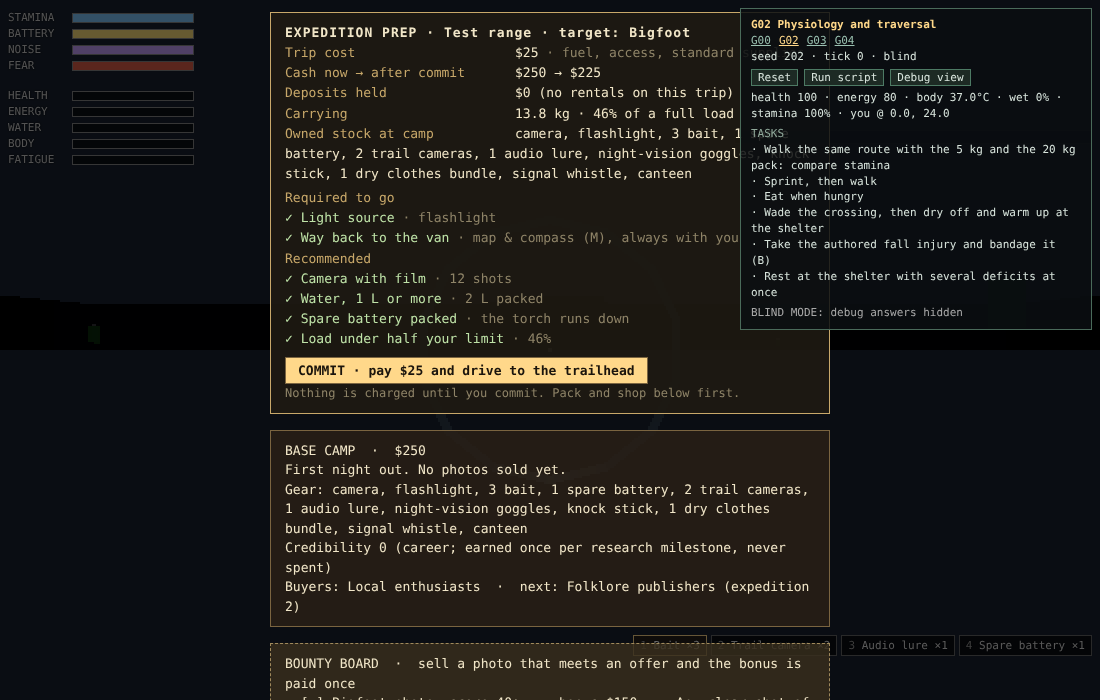 STAMINA
BATTERY
NOISE
FEAR
HEALTH
ENERGY
WATER
BODY
FATIGUE
EXPEDITION PREP · Test range · target: Bigfoot
Trip cost $25 · fuel, access, standard
Cash now → after commit $250 → $225
Deposits held $0 (no rentals on this trip)
Carrying 13.8 kg · 46% of a full load
Owned stock at camp camera, flashlight, 3 bait, 1 spare
battery, 2 trail cameras, 1 audio lure, night-vision goggles, knock
stick, 1 dry clothes bundle, signal whistle, canteen
Required to go
✓ Light source · flashlight
✓ Way back to the van · map & compass (M), always with you
Recommended
✓ Camera with film · 12 shots
✓ Water, 1 L or more · 2 L packed
✓ Spare battery packed · the torch runs down
✓ Load under half your limit · 46%
COMMIT · pay $25 and drive to the trailhead
Nothing is charged until you commit. Pack and shop below first.
G02 Physiology and traversal
G00 G02 G03 G04
seed 202 · tick 0 · blind
Reset Run script Debug view
health 100 · energy 80 · body 37.0°C · wet 0% ·
stamina 100% · you @ 0.0, 24.0
TASKS
· Walk the same route with the 5 kg and the 20 kg
pack: compare stamina
· Sprint, then walk
· Eat when hungry
· Wade the crossing, then dry off and warm up at
the shelter
· Take the authored fall injury and bandage it
(B)
· Rest at the shelter with several deficits at
once
BLIND MODE: debug answers hidden
BASE CAMP · $250
First night out. No photos sold yet.
Gear: camera, flashlight, 3 bait, 1 spare battery, 2 trail cameras,
1 audio lure, night-vision goggles, knock stick, 1 dry clothes
bundle, signal whistle, canteen
Credibility 0 (career; earned once per research milestone, never
spent)
Buyers: Local enthusiasts · next: Folklore publishers (expedition
2)
1 Bait ×3 2 Trail camera ×2 3 Audio lure ×1 4 Spare battery ×1
BOUNTY BOARD · sell a photo that meets an offer and the bonus is
paid once